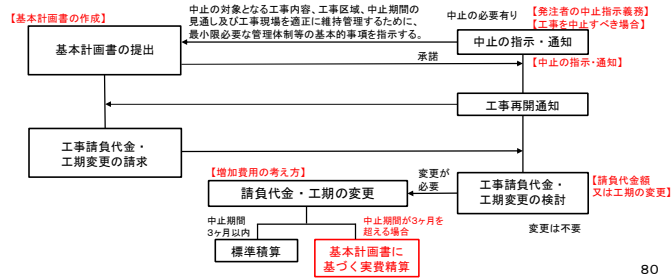 【基本計画書の作成】
中止の対象となる工事内容、工事区域、中止期間の
見通し及び工事現場を適正に維持管理するために、
最小限必要な管理体制等の基本的事項を指示する。
中止の必要有り
【発注者の中止指示義務】
【工事を中止すべき場合】
基本計画書の提出
中止の指示・通知
承諾
【中止の指示・通知】
工事再開通知
工事請負代金・
工期変更の請求
【増加費用の考え方】
変更が
必要
請負代金・工期の変更
工事請負代金・
工期変更の検討
【請負代金額
又は工期の変更】
中止期間
3ヶ月以内
中止期間が3ヶ月を
超える場合
変更は不要
標準積算
基本計画書に
基づく実費精算
80